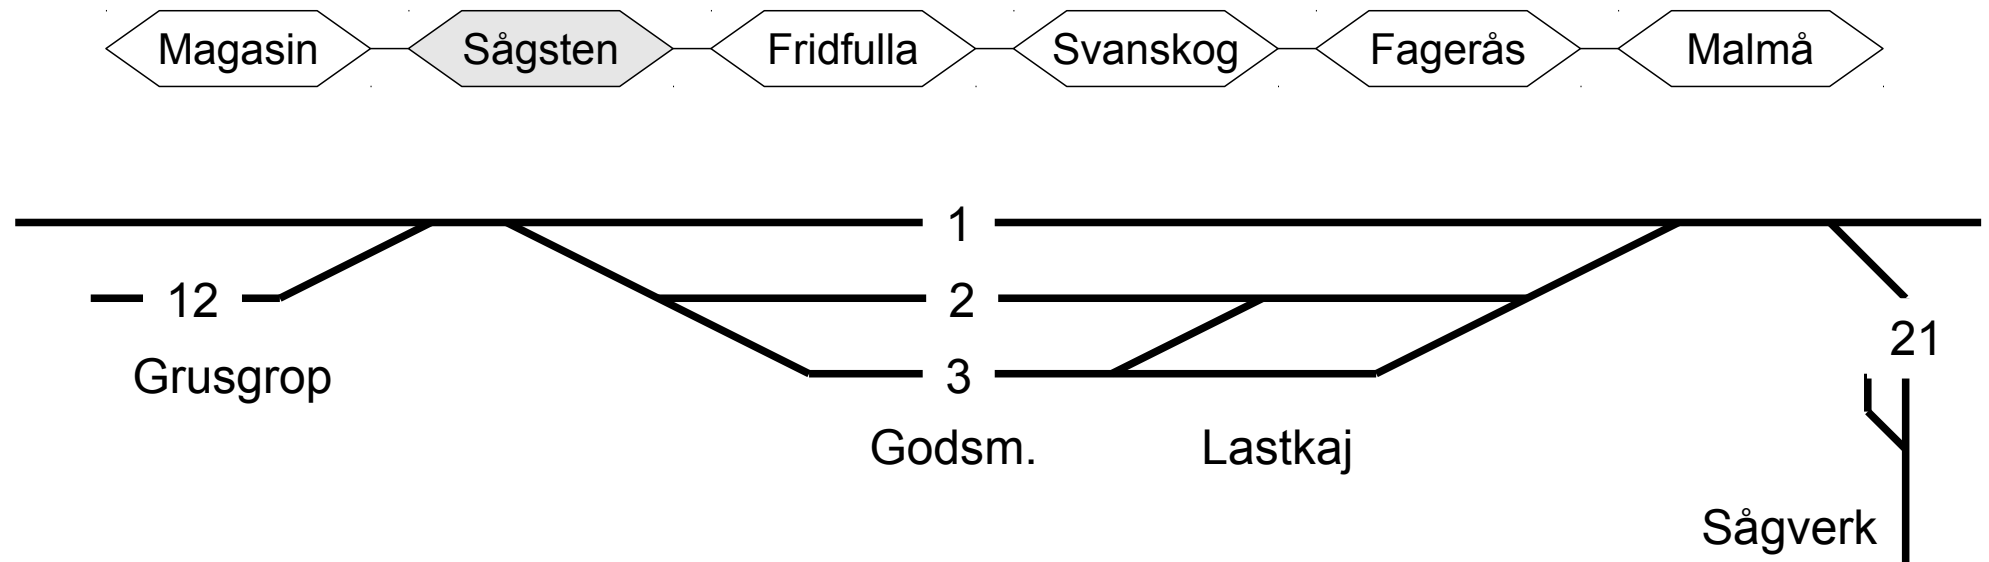 Magasin Sågsten Fridfulla Svanskog Fagerås Malmå
1
12 2
21
Grusgrop 3
Godsm. Lastkaj
Sågverk